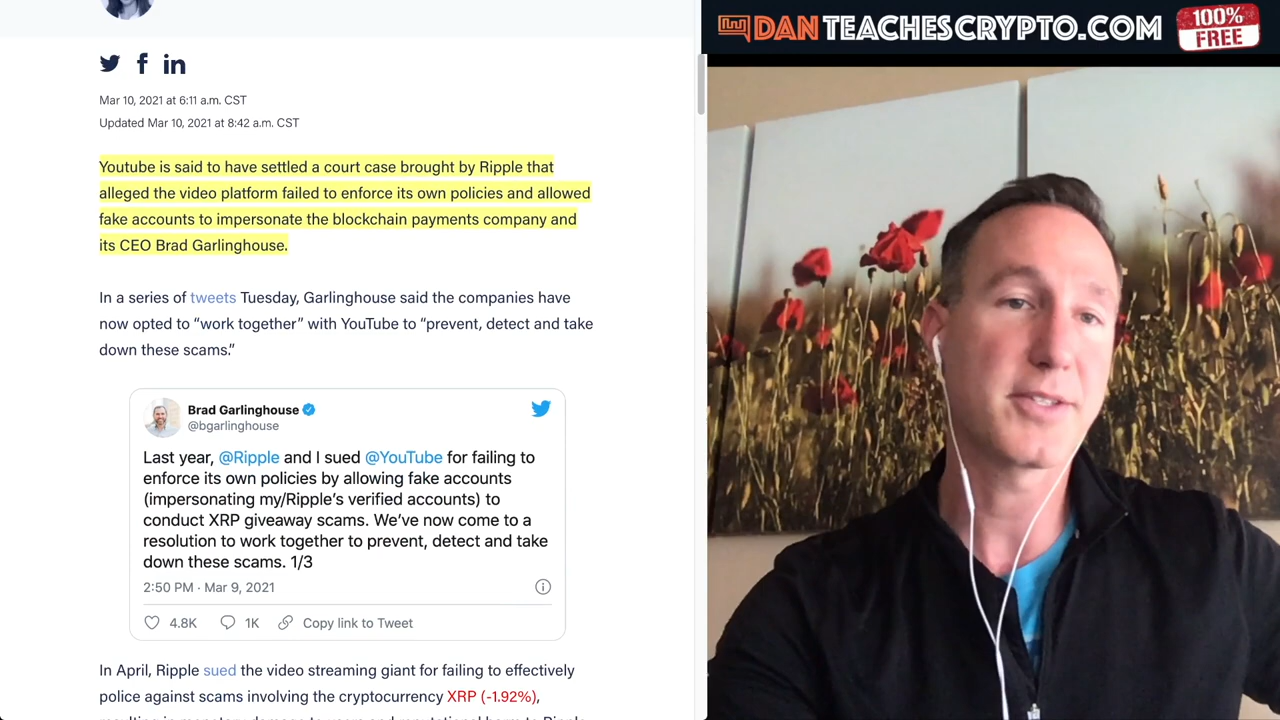 Mar 10, 2021 at 6:11 a.m. CST
Updated Mar 10, 2021 at 8:42 a.m. CST
Youtube is said to have settled a court case brought by Ripple that
alleged the video platform failed to enforce its own policies and allowed
fake accounts to impersonate the blockchain payments company and
its CEO Brad Garlinghouse.
In a series of tweets Tuesday, Garlinghouse said the companies have
now opted to “work together” with YouTube to “prevent, detect and take
down these scams.”
Brad Garlinghouse
@bgarlinghouse
Last year, @Ripple and I sued @YouTube for failing to
enforce its own policies by allowing fake accounts
(impersonating my/Ripple’s verified accounts) to
conduct XRP giveaway scams. We’ve now come to a
resolution to work together to prevent, detect and take
down these scams. 1/3
2:50 PM · Mar 9, 2021
4.8K 1K Copy link to Tweet
In April, Ripple sued the video streaming giant for failing to effectively
police against scams involving the cryptocurrency XRP (-1.92%),
DANTEACHESCRYPTO.COM
100%
FREE